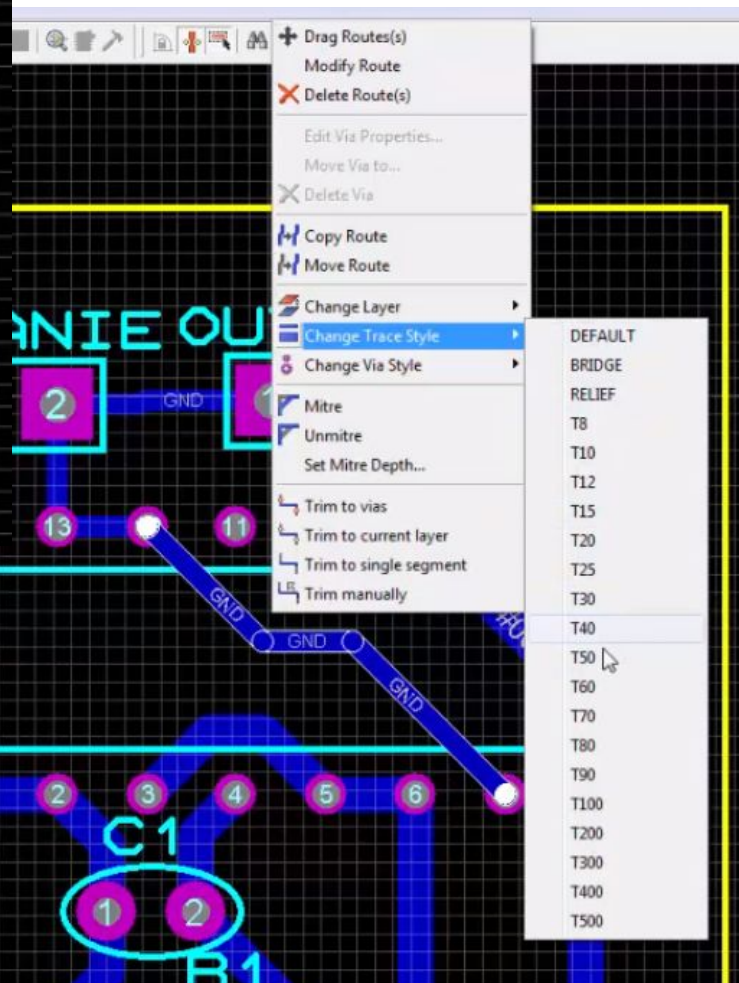 Drag Routes(s)
Modify Route
Delete Route(s)
Edit Via Properties...
Move Via to...
Delete Via
Copy Route
Move Route
Change Layer
Change Trace Style
Change Via Style
Mitre
Unmitre
Set Mitre Depth...
Trim to vias
Trim to current layer
Trim to single segment
Trim manually
DEFAULT
BRIDGE
RELIEF
T8
T10
T12
T15
T20
T25
T30
T40
T50
T60
T70
T80
T90
T100
T200
T300
T400
T500
ANIE OU
2 GND 1
13 11
GND
GND
GND
2 3 4 5 6
C1
1 2